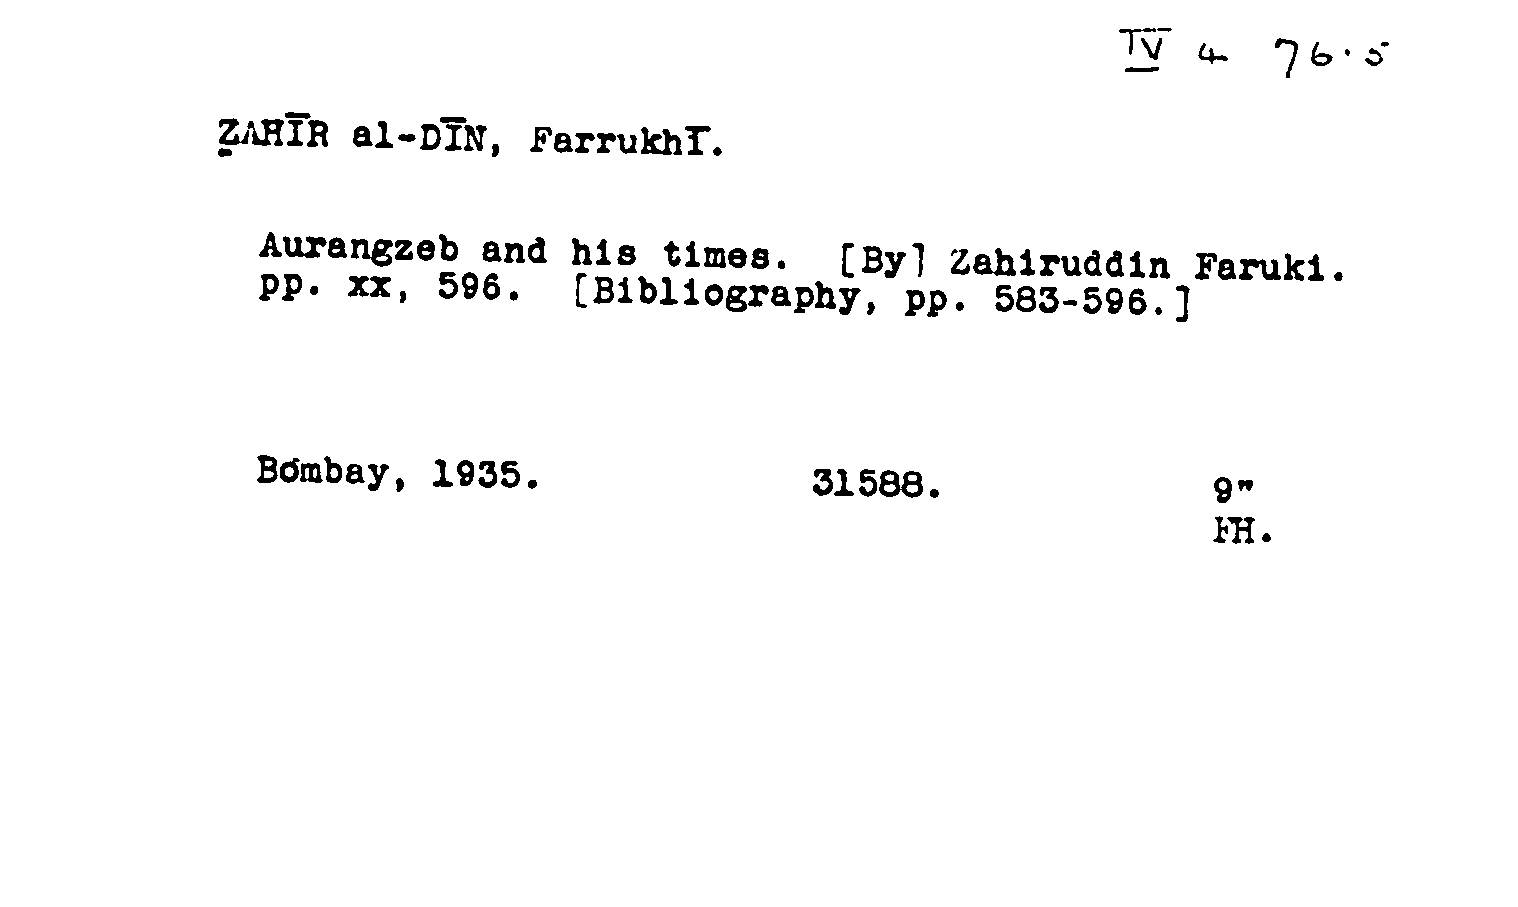 IV 4 76.5
ẒAHĪR al-DĪN, Farrukhī.
Aurangzeb and his times. [By] Zahiruddin Faruki.
pp. xx, 596. [Bibliography, pp. 583-596.]
Bombay, 1935. 31588. 9"
FH.